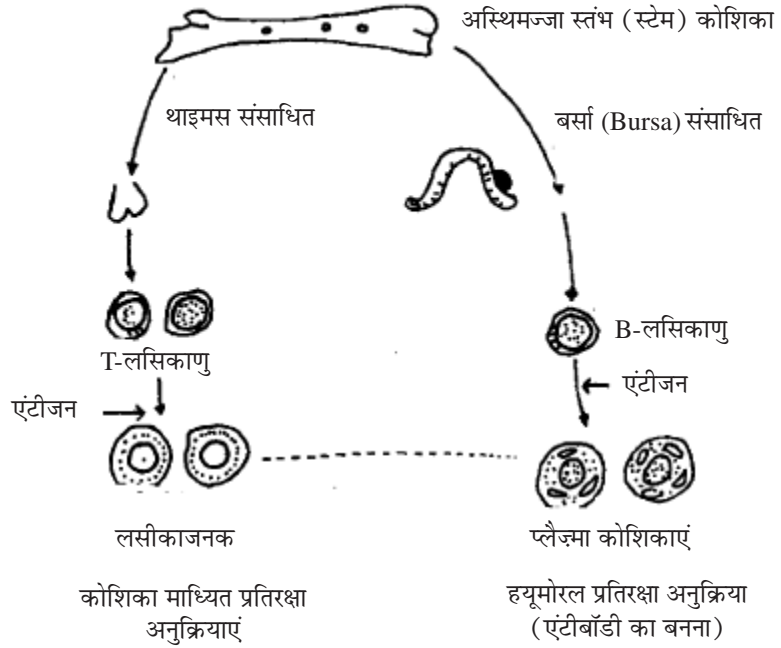 अस्थिमज्जा स्तंभ (स्टेम) कोशिका
थाइमस संसाधित
बर्सा (Bursa) संसाधित
B-लसिकाणु
T-लसिकाणु
एंटीजन
एंटीजन
लसीकाजनक
प्लैज़्मा कोशिकाएं
कोशिका माध्यित प्रतिरक्षा
अनुक्रियाएं
हयूमोरल प्रतिरक्षा अनुक्रिया
(एंटीबॉडी का बनना)